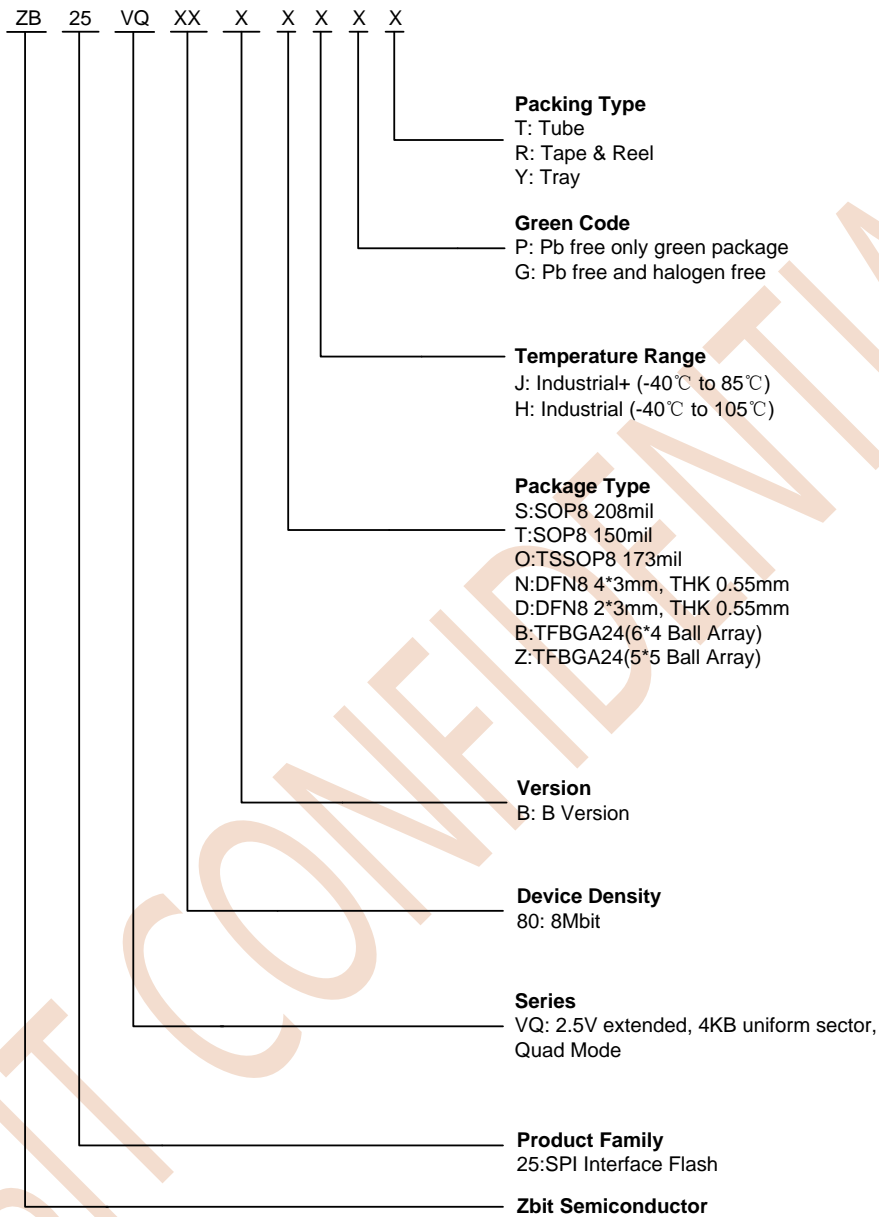 ZB 25 VQ XX X X X X X
Packing Type
T: Tube
R: Tape & Reel
Y: Tray
Green Code
P: Pb free only green package
G: Pb free and halogen free
Temperature Range
J: Industrial+ (-40℃ to 85℃)
H: Industrial (-40℃ to 105℃)
Package Type
S:SOP8 208mil
T:SOP8 150mil
O:TSSOP8 173mil
N:DFN8 4*3mm, THK 0.55mm
D:DFN8 2*3mm, THK 0.55mm
B:TFBGA24(6*4 Ball Array)
Z:TFBGA24(5*5 Ball Array)
Version
B: B Version
Device Density
80: 8Mbit
Series
VQ: 2.5V extended, 4KB uniform sector,
Quad Mode
Product Family
25:SPI Interface Flash
Zbit Semiconductor
BIT CONFIDENTIA